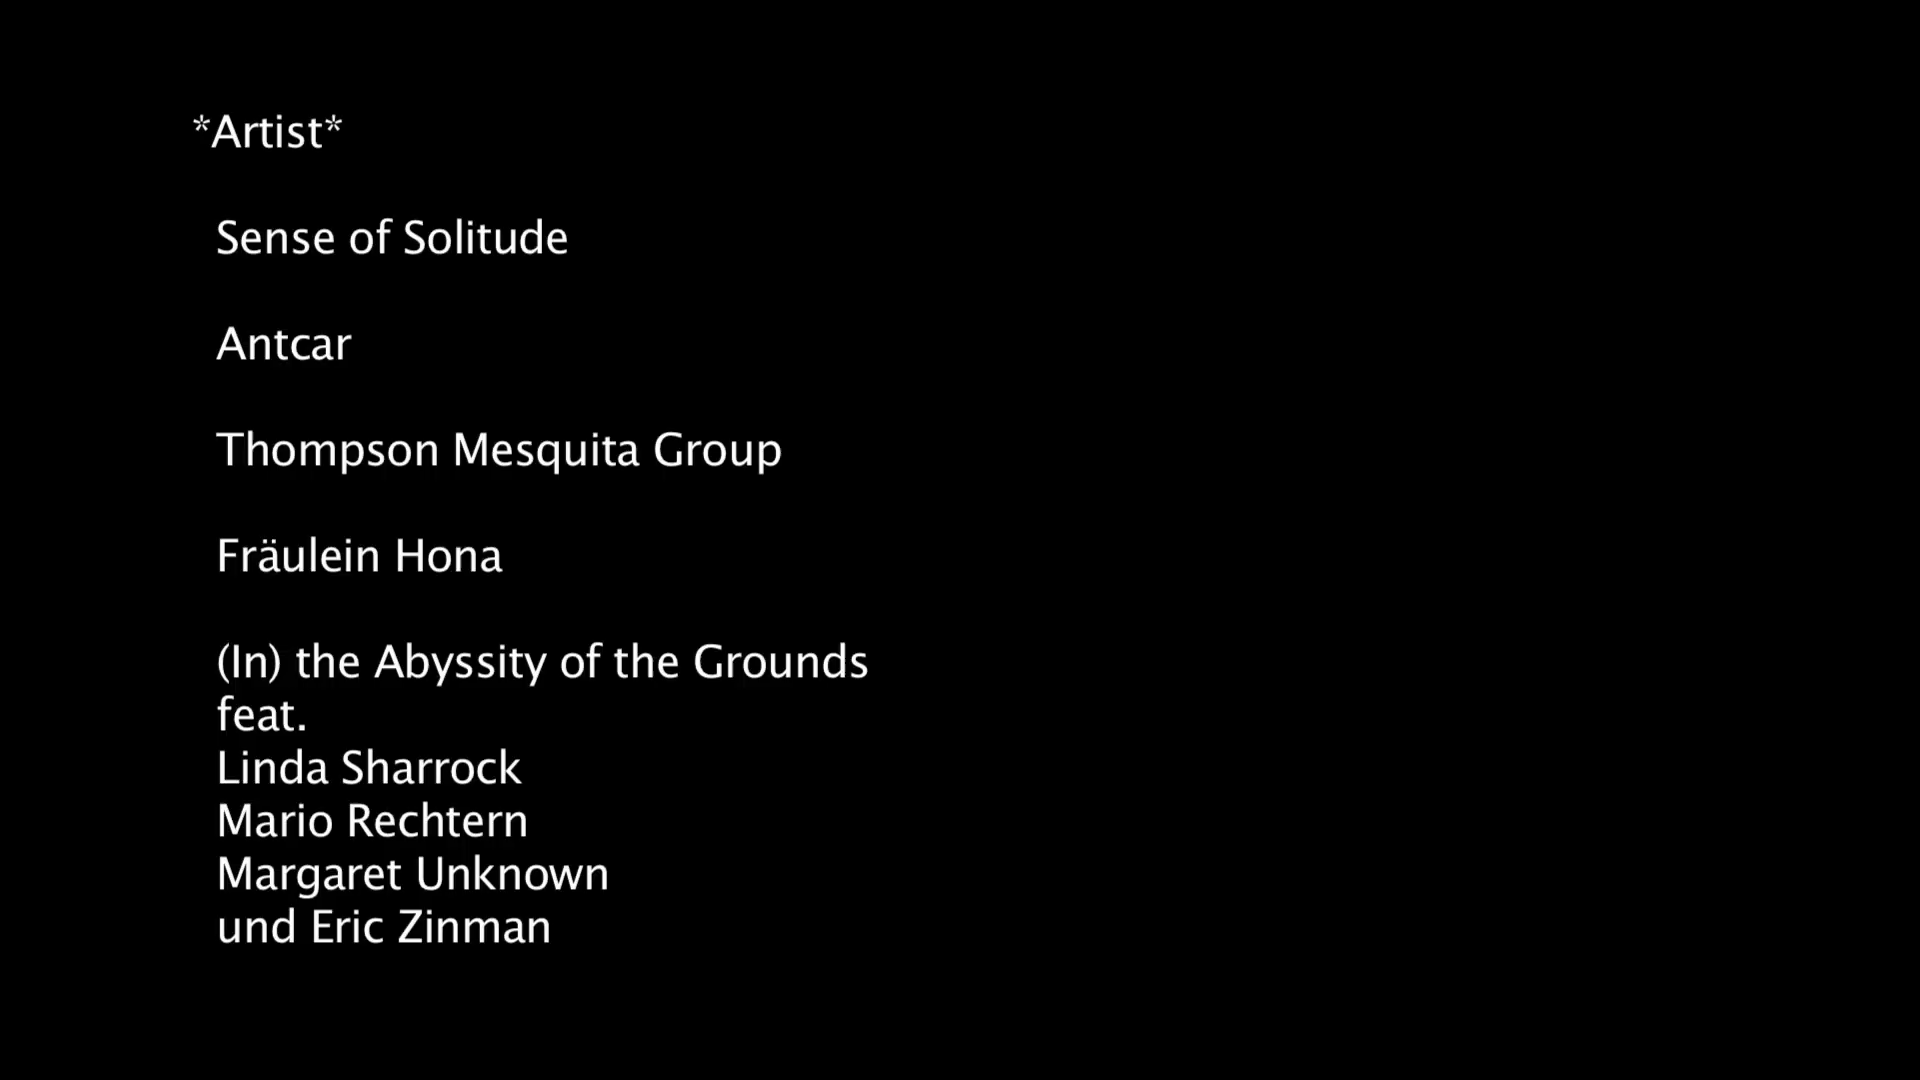 *Artist*
Sense of Solitude
Antcar
Thompson Mesquita Group
Fräulein Hona
(In) the Abyssity of the Grounds
feat.
Linda Sharrock
Mario Rechtern
Margaret Unknown
und Eric Zinman